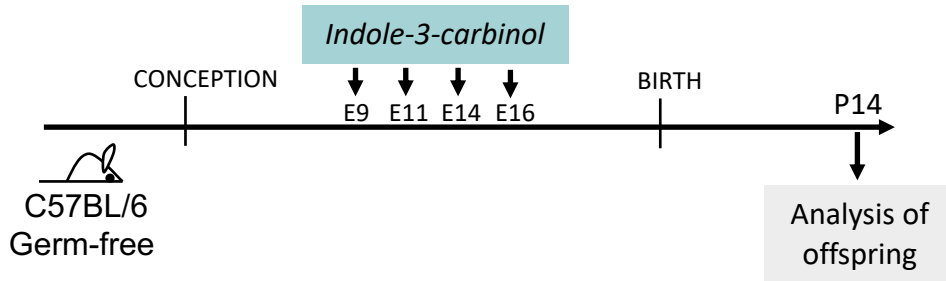 Indole-3-carbinol
CONCEPTION
BIRTH
E9 E11 E14 E16
P14
C57BL/6
Germ-free
Analysis of
offspring